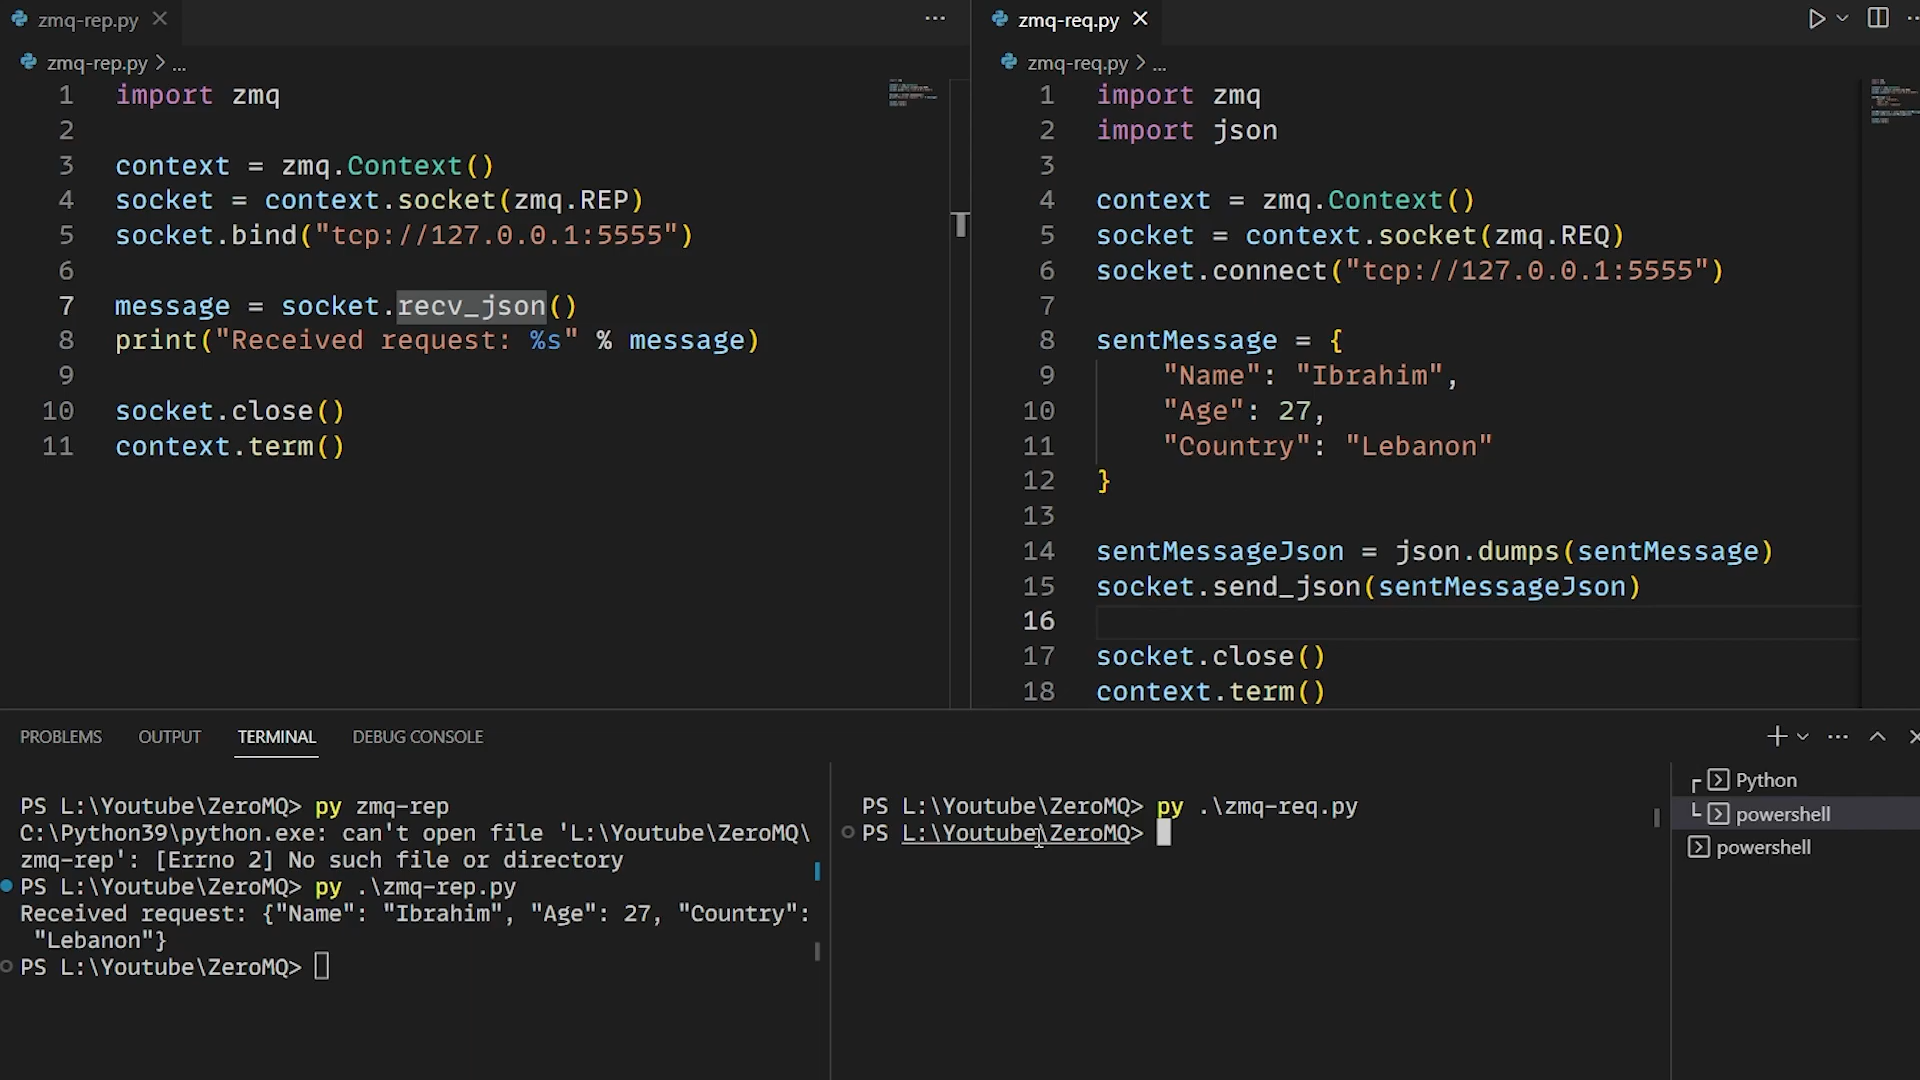 zmq-rep.py
zmq-rep.py > ...
1 import zmq
2
3 context = zmq.Context()
4 socket = context.socket(zmq.REP)
5 socket.bind("tcp://127.0.0.1:5555")
6
7 message = socket.recv_json()
8 print("Received request: %s" % message)
9
10 socket.close()
11 context.term()
zmq-req.py
zmq-req.py > ...
1 import zmq
2 import json
3
4 context = zmq.Context()
5 socket = context.socket(zmq.REQ)
6 socket.connect("tcp://127.0.0.1:5555")
7
8 sentMessage = {
9 "Name": "Ibrahim",
10 "Age": 27,
11 "Country": "Lebanon"
12 }
13
14 sentMessageJson = json.dumps(sentMessage)
15 socket.send_json(sentMessageJson)
16
17 socket.close()
18 context.term()
PROBLEMS OUTPUT TERMINAL DEBUG CONSOLE
PS L:\Youtube\ZeroMQ> py zmq-rep
C:\Python39\python.exe: can't open file 'L:\Youtube\ZeroMQ\
zmq-rep': [Errno 2] No such file or directory
PS L:\Youtube\ZeroMQ> py .\zmq-rep.py
Received request: {"Name": "Ibrahim", "Age": 27, "Country":
"Lebanon"}
PS L:\Youtube\ZeroMQ>
PS L:\Youtube\ZeroMQ> py .\zmq-req.py
PS L:\Youtube\ZeroMQ>
Python
powershell
powershell